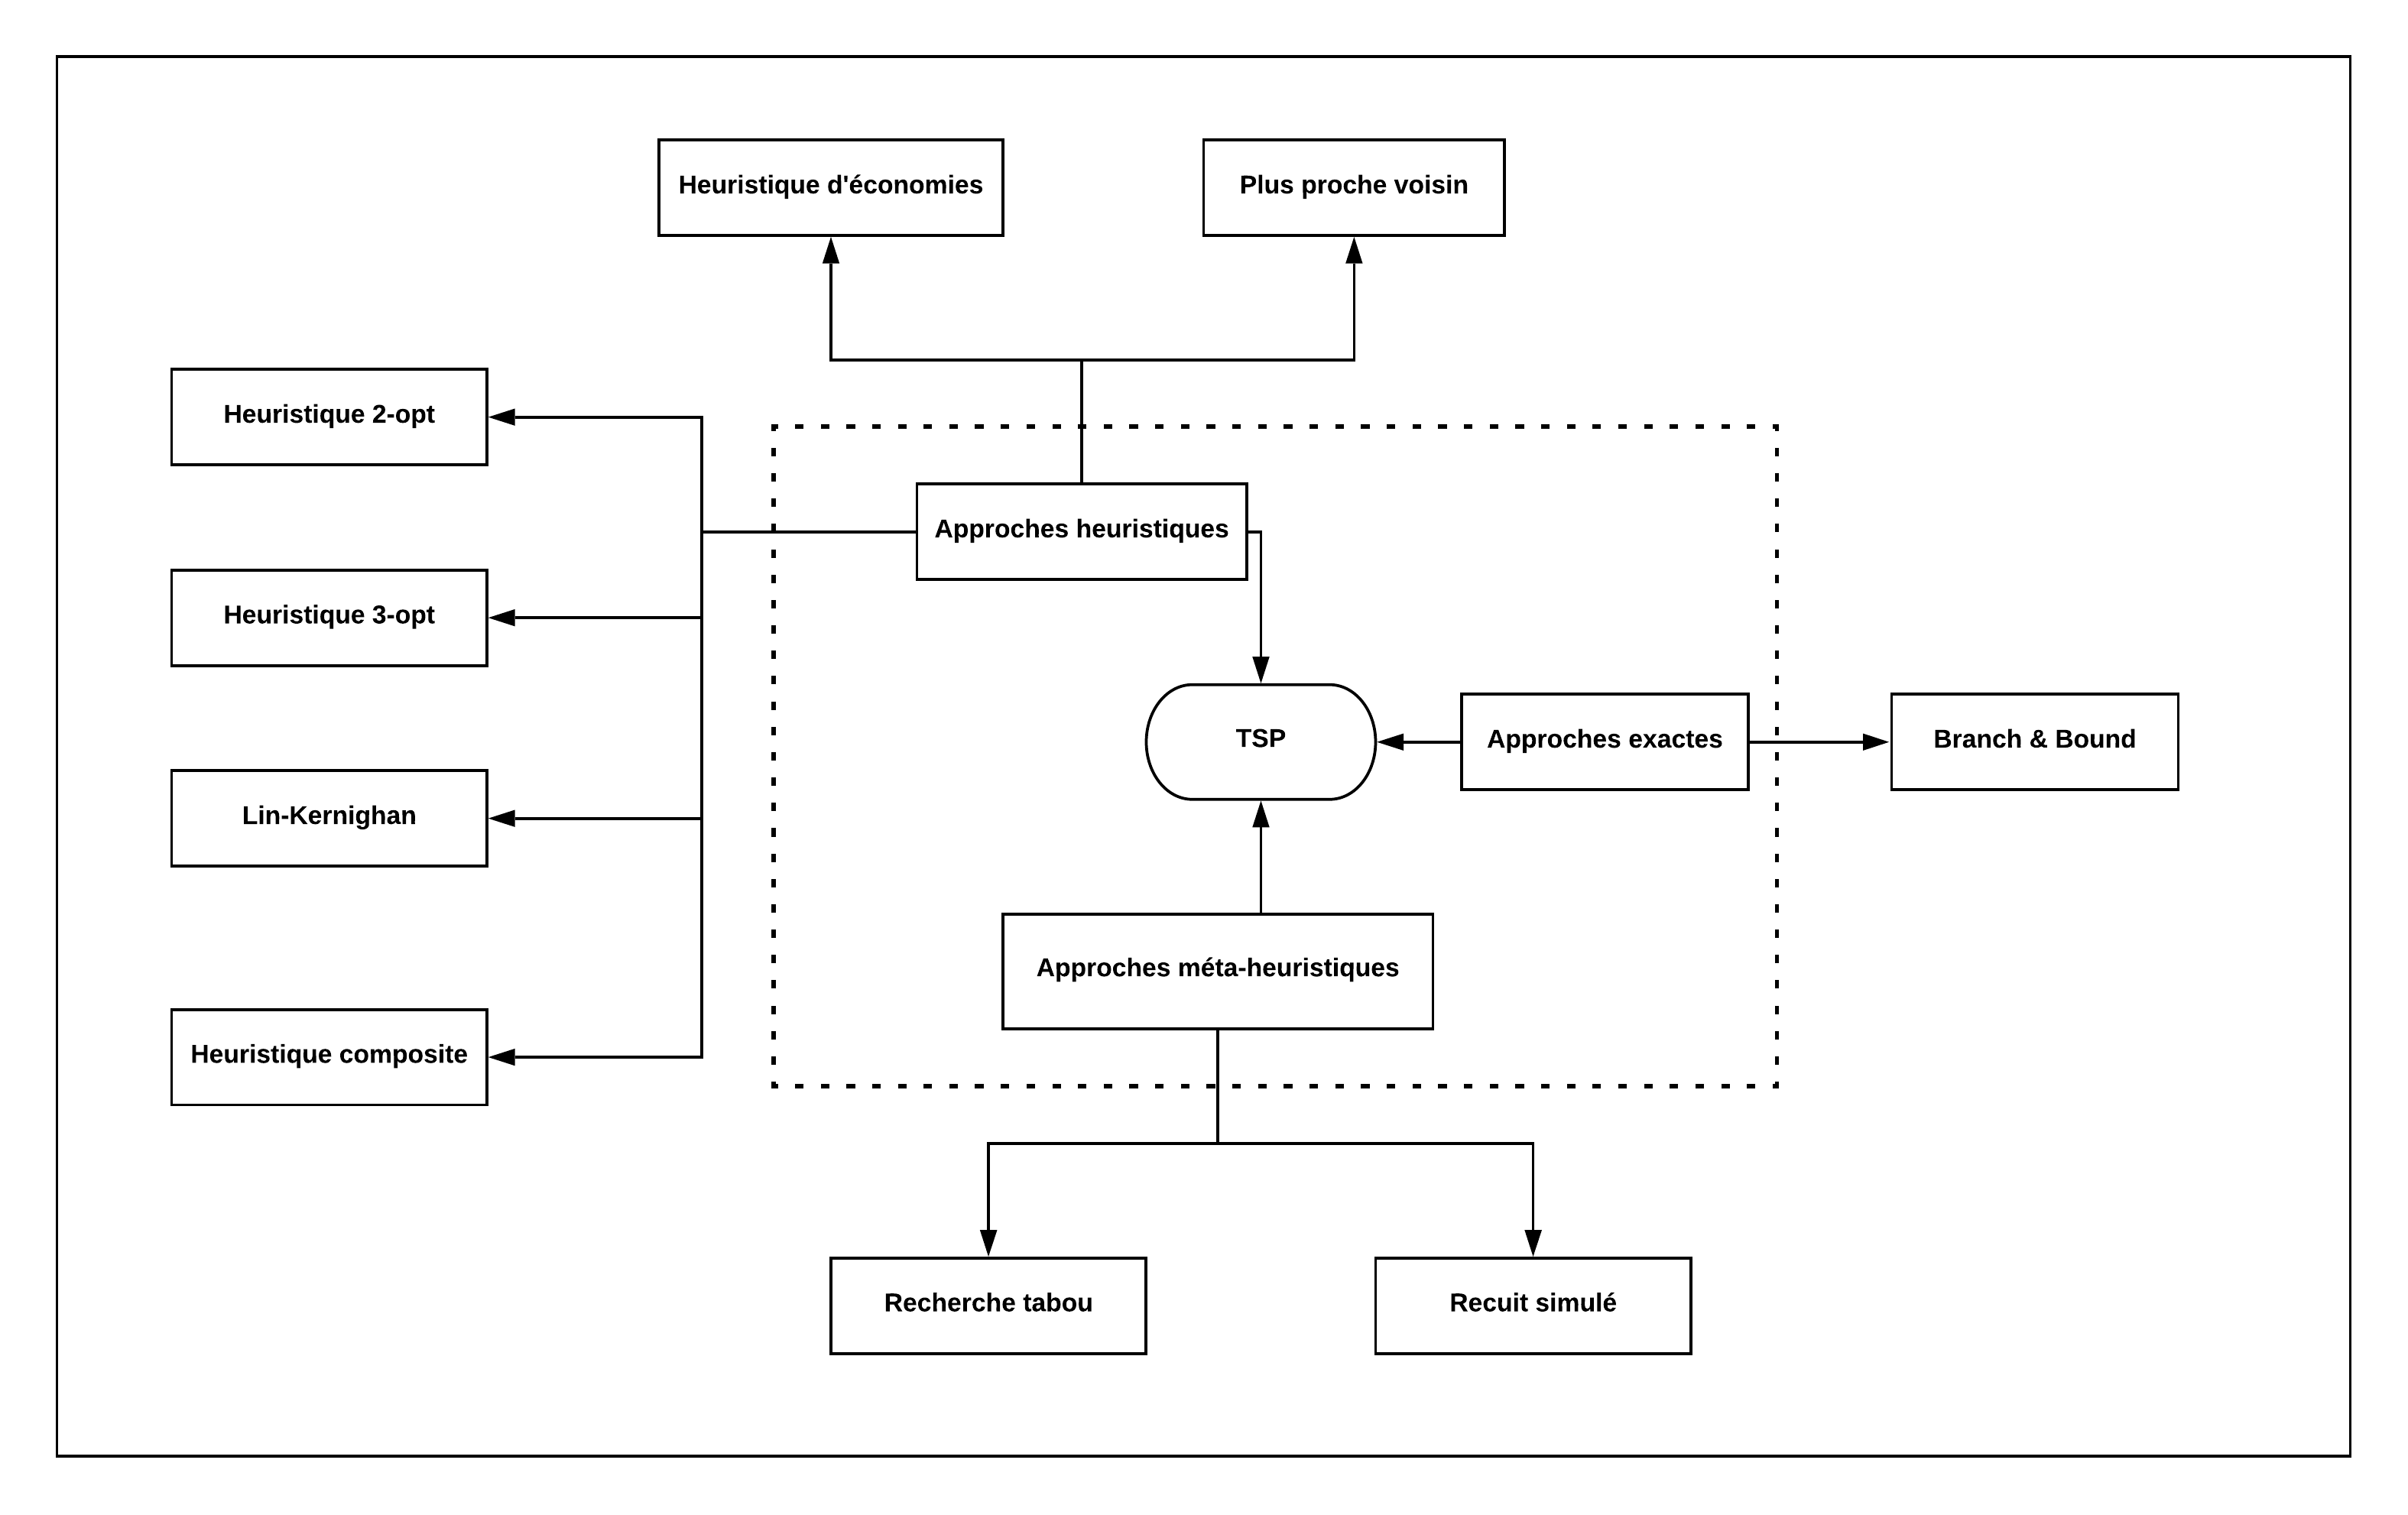 Heuristique d'économies
Plus proche voisin
Heuristique 2-opt
Approches heuristiques
Heuristique 3-opt
TSP
Approches exactes
Branch & Bound
Lin-Kernighan
Approches méta-heuristiques
Heuristique composite
Recherche tabou
Recuit simulé